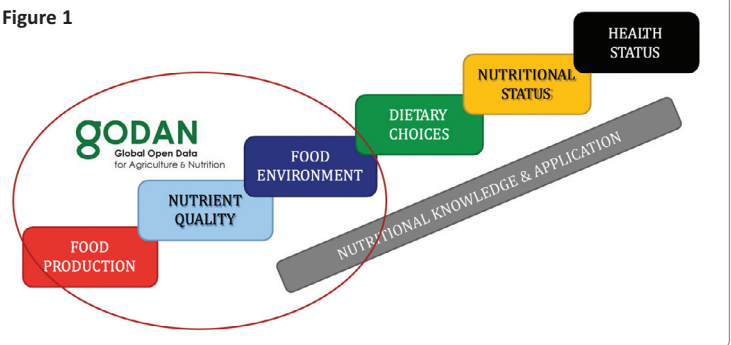 Figure 1
HEALTH
STATUS
NUTRITIONAL
STATUS
DIETARY
CHOICES
gODAN
Global Open Data
for Agriculture & Nutrition
FOOD
ENVIRONMENT
NUTRIENT
QUALITY
FOOD
PRODUCTION
NUTRITIONAL KNOWLEDGE & APPLICATION